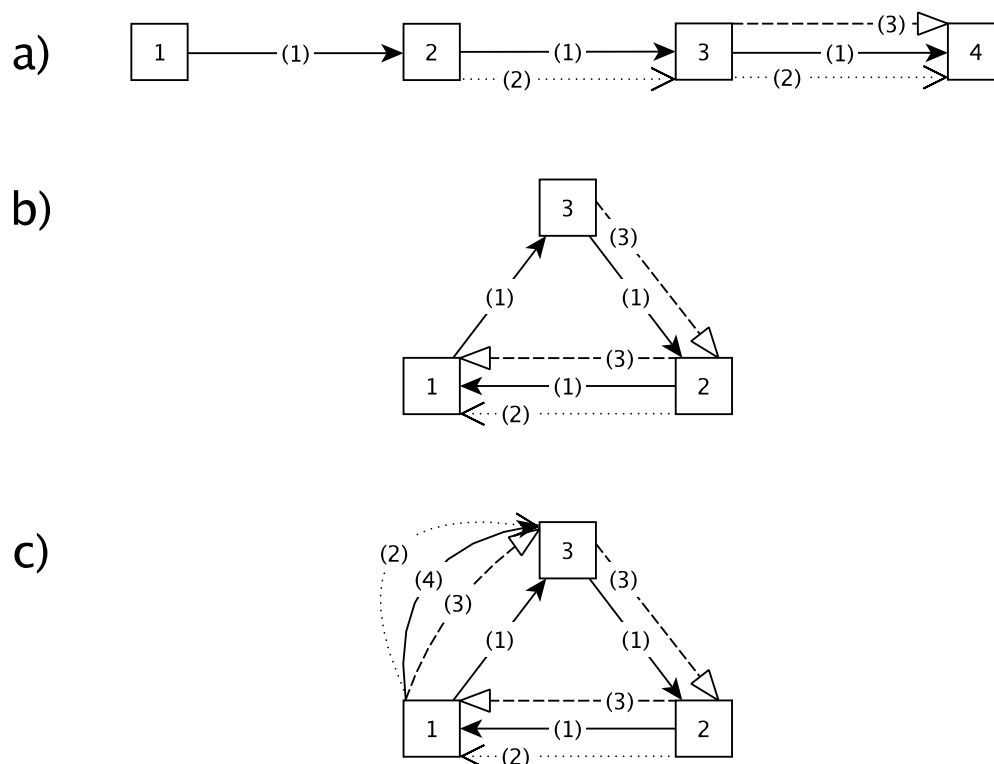 a) 1 (1) 2 (1) (2) 3 (3) (1) (2) 4
b)
3
(3)
(1) (1)
(3)
1 (1) 2
(2)
c)
3
(2)
(4) (3)
(3)
(1) (1)
(3)
1 (1) 2
(2)